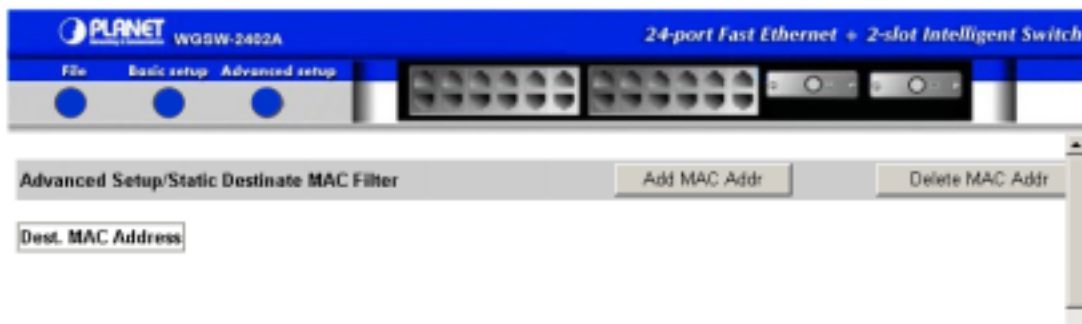 PLANET WGSW-2402A
24-port Fast Ethernet + 2-slot Intelligent Switch
File Basic setup Advanced setup
Advanced Setup/Static Destinate MAC Filter
Add MAC Addr
Delete MAC Addr
Dest. MAC Address